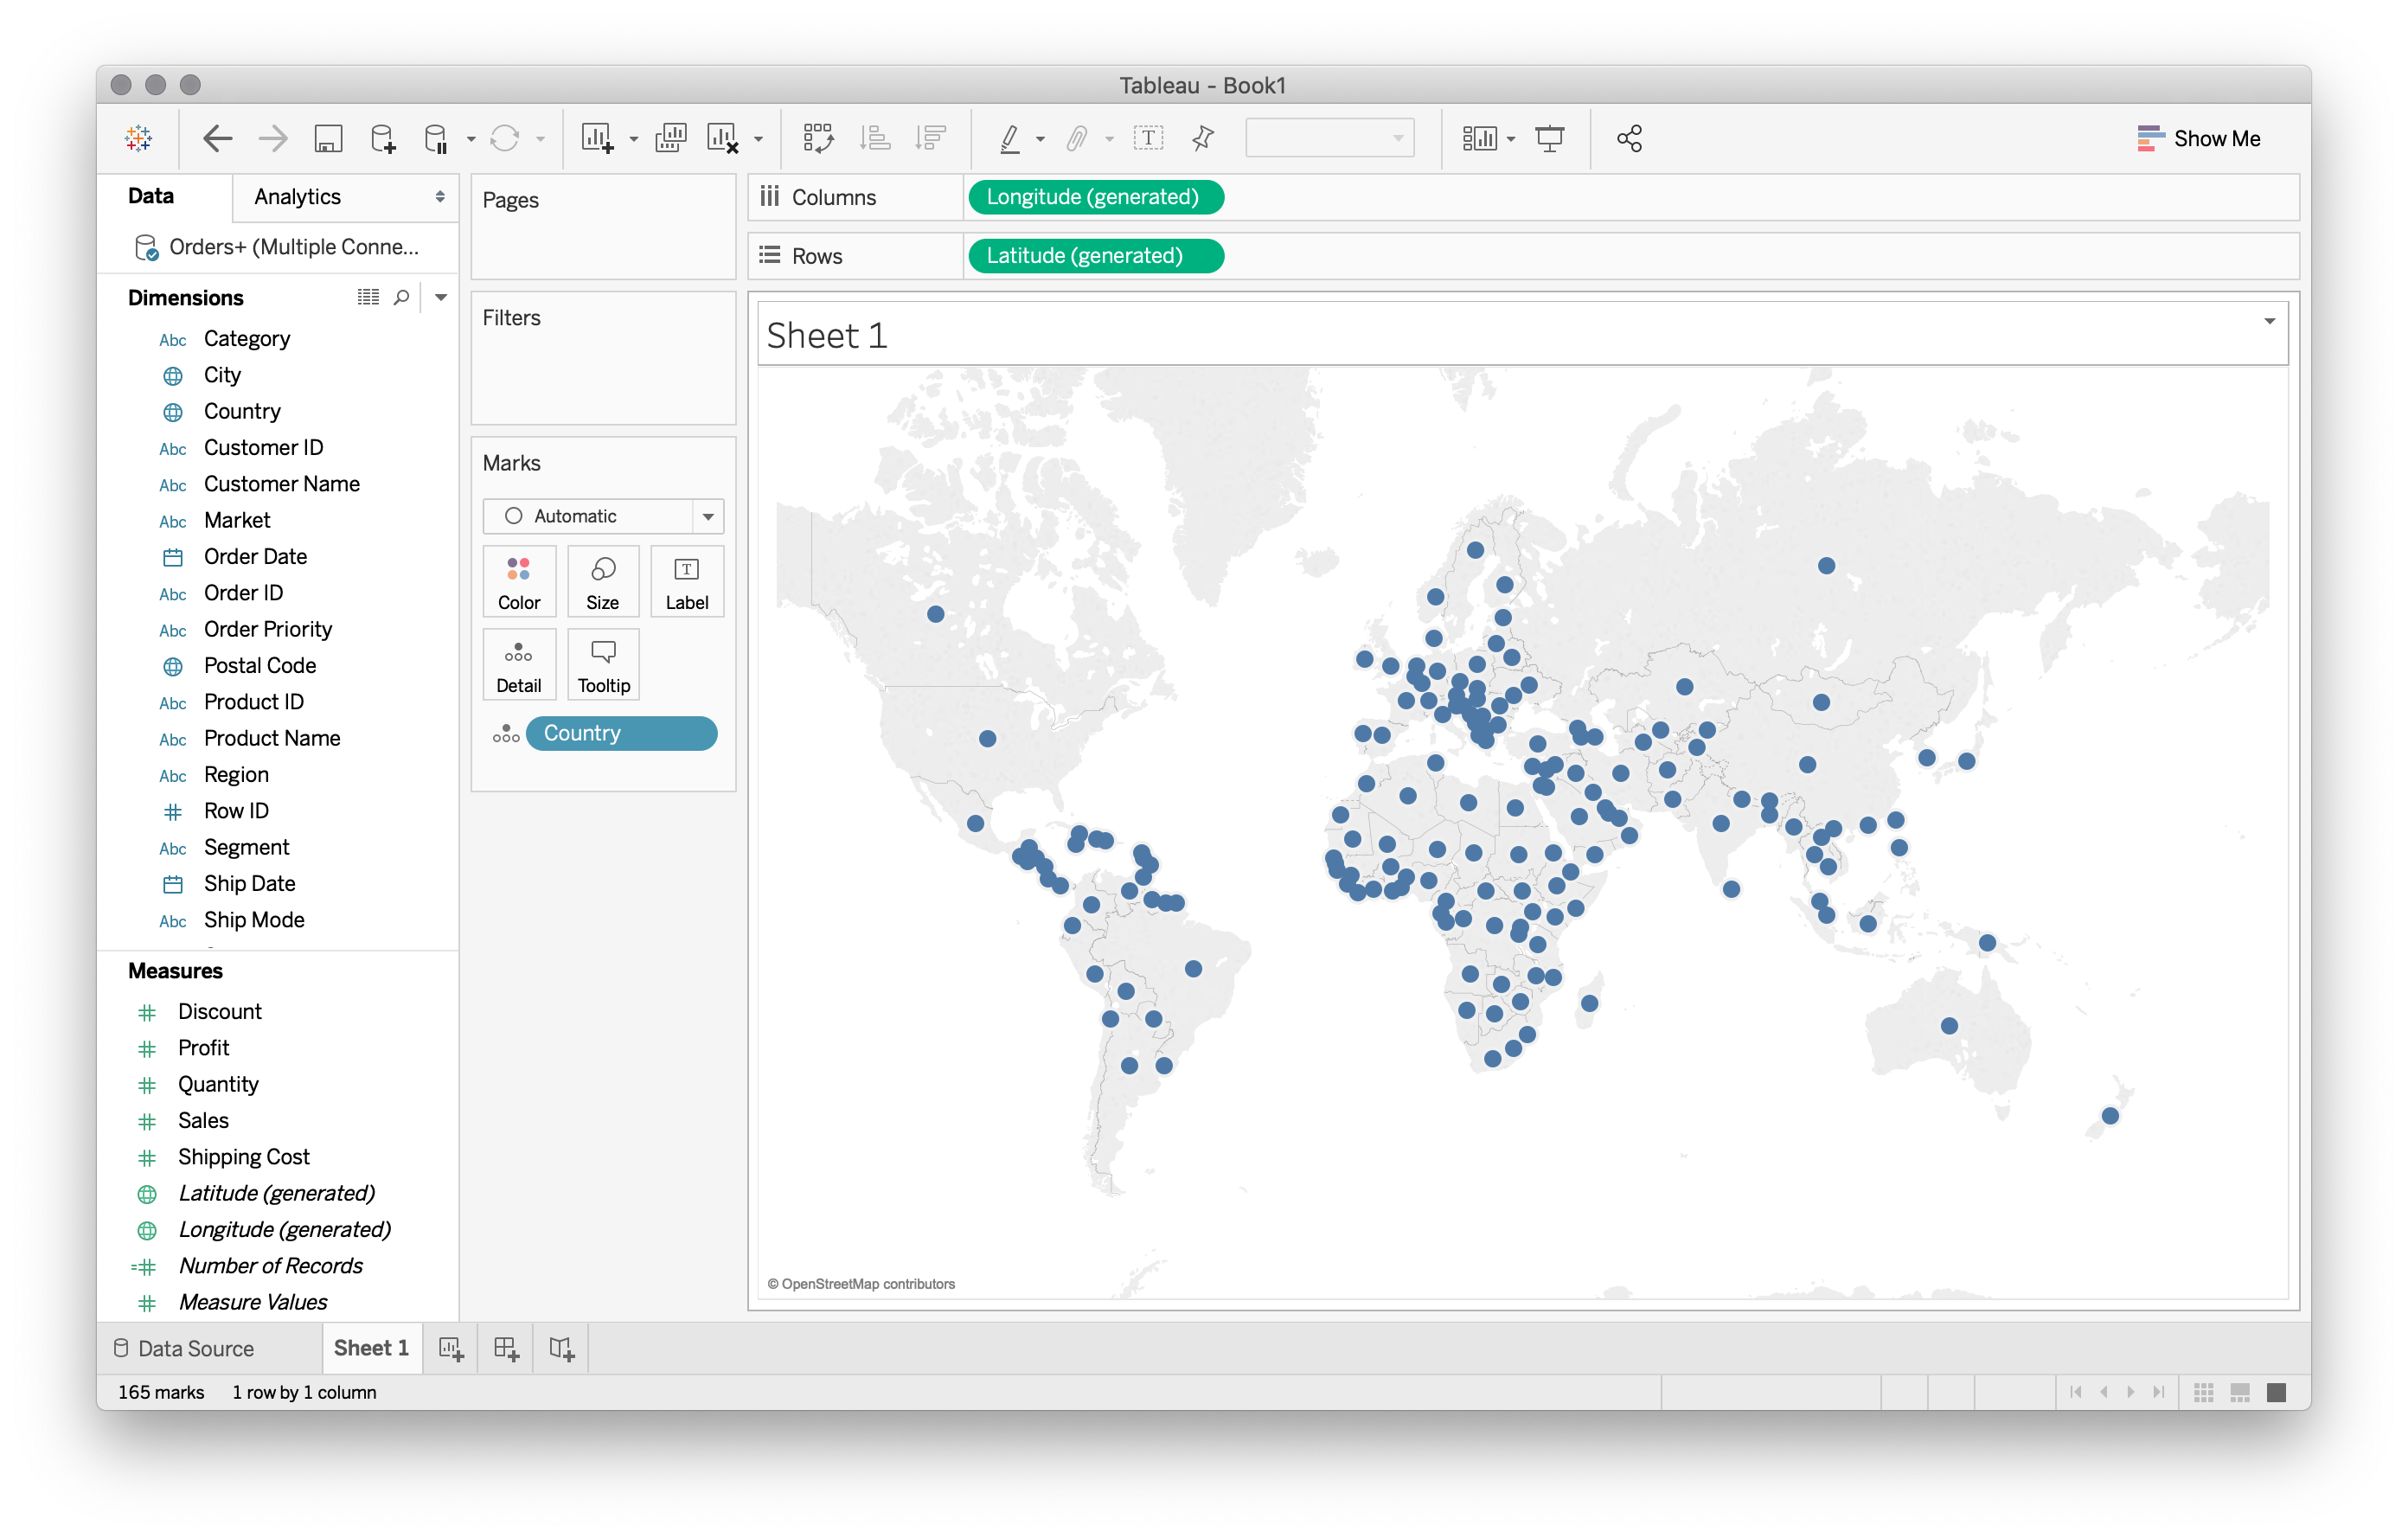 Tableau - Book1
Show Me
Data
Analytics
Orders+ (Multiple Conne...
Dimensions
Abc Category
City
Country
Abc Customer ID
Abc Customer Name
Abc Market
Order Date
Abc Order ID
Abc Order Priority
Postal Code
Abc Product ID
Abc Product Name
Abc Region
# Row ID
Abc Segment
Ship Date
Abc Ship Mode
Measures
# Discount
# Profit
# Quantity
# Sales
# Shipping Cost
Latitude (generated)
Longitude (generated)
=# Number of Records
# Measure Values
Pages
Filters
Marks
Automatic
Color
Size
T
Label
Detail
Tooltip
Country
Columns
Longitude (generated)
Rows
Latitude (generated)
Sheet 1
© OpenStreetMap contributors
Data Source
Sheet 1
165 marks
1 row by 1 column